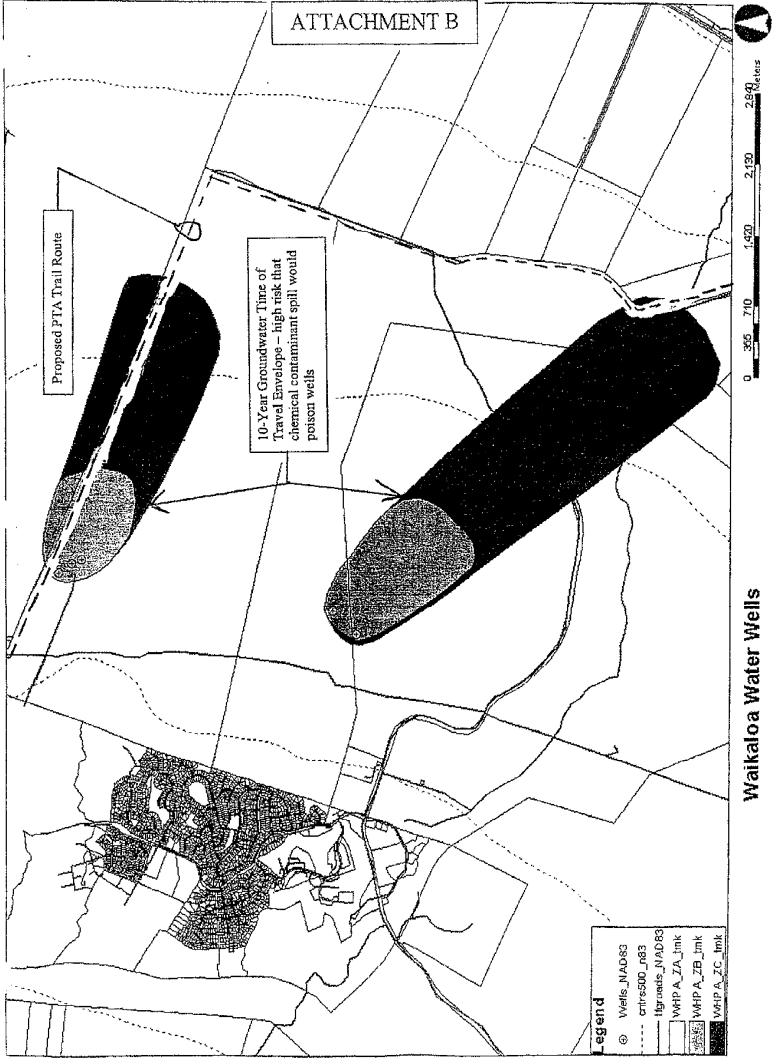 ATTACHMENT B
Proposed PTA Trail Route
10-Year Groundwater Time of
Travel Envelope – high risk that
chemical contaminant spill would
poison wells
Legend
Wells_NAD83
cntrs500_n83
Hgroads_NAD83
WHPA_ZA_tmk
WHPA_ZB_tmk
WHPA_ZC_tmk
0 355 710 1,420 2,130 2,840
Meters
Waikaloa Water Wells